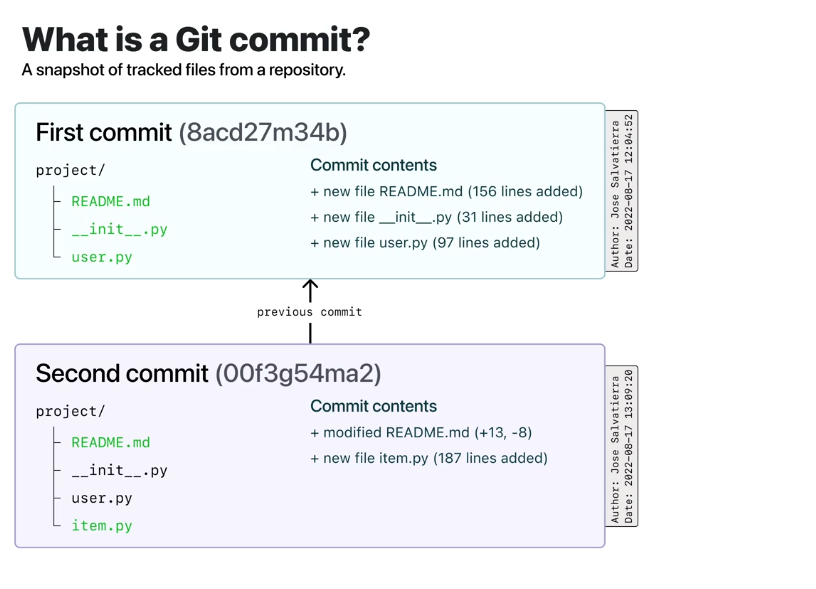 What is a Git commit?
A snapshot of tracked files from a repository.
First commit (8acd27m34b)
project/
README.md
__init__.py
user.py
Commit contents
+ new file README.md (156 lines added)
+ new file __init__.py (31 lines added)
+ new file user.py (97 lines added)
Author: Jose Salvatierra
Date: 2022-08-17 12:04:52
previous commit
Second commit (00f3g54ma2)
project/
README.md
__init__.py
user.py
item.py
Commit contents
+ modified README.md (+13, -8)
+ new file item.py (187 lines added)
Author: Jose Salvatierra
Date: 2022-08-17 13:09:20